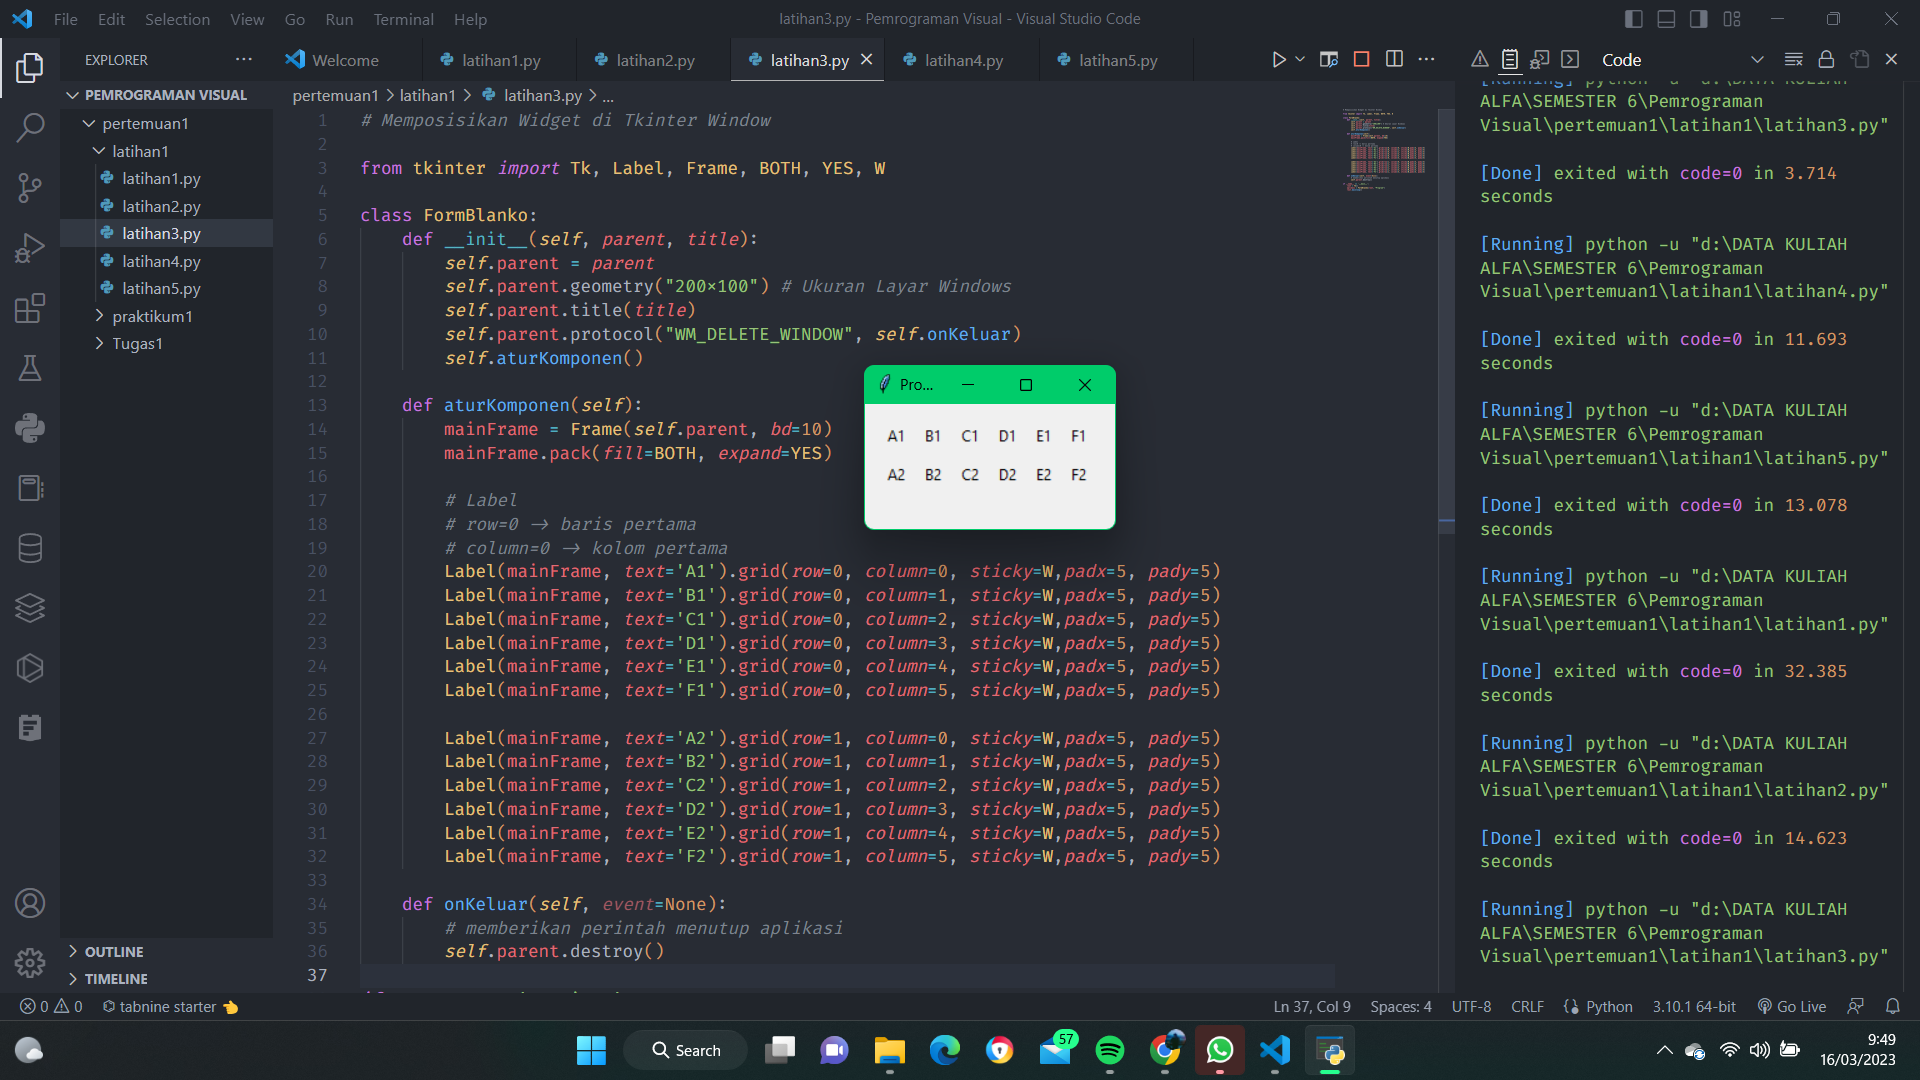 File Edit Selection View Go Run Terminal Help
latihan3.py - Pemrograman Visual - Visual Studio Code
EXPLORER
Welcome latihan1.py latihan2.py latihan3.py latihan4.py latihan5.py
Code
PEMROGRAMAN VISUAL
pertemuan1
latihan1
latihan1.py
latihan2.py
latihan3.py
latihan4.py
latihan5.py
praktikum1
Tugas1
OUTLINE
TIMELINE
pertemuan1 > latihan1 > latihan3.py > ...
1 # Memposisikan Widget di Tkinter Window
2
3 from tkinter import Tk, Label, Frame, BOTH, YES, W
4
5 class FormBlanko:
6 def __init__(self, parent, title):
7 self.parent = parent
8 self.parent.geometry("200×100") # Ukuran Layar Windows
9 self.parent.title(title)
10 self.parent.protocol("WM_DELETE_WINDOW", self.onKeluar)
11 self.aturKomponen()
12
13 def aturKomponen(self):
14 mainFrame = Frame(self.parent, bd=10)
15 mainFrame.pack(fill=BOTH, expand=YES)
16
17 # Label
18 # row=0 -> baris pertama
19 # column=0 -> kolom pertama
20 Label(mainFrame, text='A1').grid(row=0, column=0, sticky=W,padx=5, pady=5)
21 Label(mainFrame, text='B1').grid(row=0, column=1, sticky=W,padx=5, pady=5)
22 Label(mainFrame, text='C1').grid(row=0, column=2, sticky=W,padx=5, pady=5)
23 Label(mainFrame, text='D1').grid(row=0, column=3, sticky=W,padx=5, pady=5)
24 Label(mainFrame, text='E1').grid(row=0, column=4, sticky=W,padx=5, pady=5)
25 Label(mainFrame, text='F1').grid(row=0, column=5, sticky=W,padx=5, pady=5)
26
27 Label(mainFrame, text='A2').grid(row=1, column=0, sticky=W,padx=5, pady=5)
28 Label(mainFrame, text='B2').grid(row=1, column=1, sticky=W,padx=5, pady=5)
29 Label(mainFrame, text='C2').grid(row=1, column=2, sticky=W,padx=5, pady=5)
30 Label(mainFrame, text='D2').grid(row=1, column=3, sticky=W,padx=5, pady=5)
31 Label(mainFrame, text='E2').grid(row=1, column=4, sticky=W,padx=5, pady=5)
32 Label(mainFrame, text='F2').grid(row=1, column=5, sticky=W,padx=5, pady=5)
33
34 def onKeluar(self, event=None):
35 # memberikan perintah menutup aplikasi
36 self.parent.destroy()
37
Pro...
A1 B1 C1 D1 E1 F1
A2 B2 C2 D2 E2 F2
[Running] python -u "d:\DATA KULIAH
ALFA\SEMESTER 6\Pemrograman
Visual\pertemuan1\latihan1\latihan3.py"
[Done] exited with code=0 in 3.714
seconds
[Running] python -u "d:\DATA KULIAH
ALFA\SEMESTER 6\Pemrograman
Visual\pertemuan1\latihan1\latihan4.py"
[Done] exited with code=0 in 11.693
seconds
[Running] python -u "d:\DATA KULIAH
ALFA\SEMESTER 6\Pemrograman
Visual\pertemuan1\latihan1\latihan5.py"
[Done] exited with code=0 in 13.078
seconds
[Running] python -u "d:\DATA KULIAH
ALFA\SEMESTER 6\Pemrograman
Visual\pertemuan1\latihan1\latihan1.py"
[Done] exited with code=0 in 32.385
seconds
[Running] python -u "d:\DATA KULIAH
ALFA\SEMESTER 6\Pemrograman
Visual\pertemuan1\latihan1\latihan2.py"
[Done] exited with code=0 in 14.623
seconds
[Running] python -u "d:\DATA KULIAH
ALFA\SEMESTER 6\Pemrograman
Visual\pertemuan1\latihan1\latihan3.py"
0 0 tabnine starter
Ln 37, Col 9 Spaces: 4 UTF-8 CRLF Python 3.10.1 64-bit Go Live
Search
57
9:49
16/03/2023